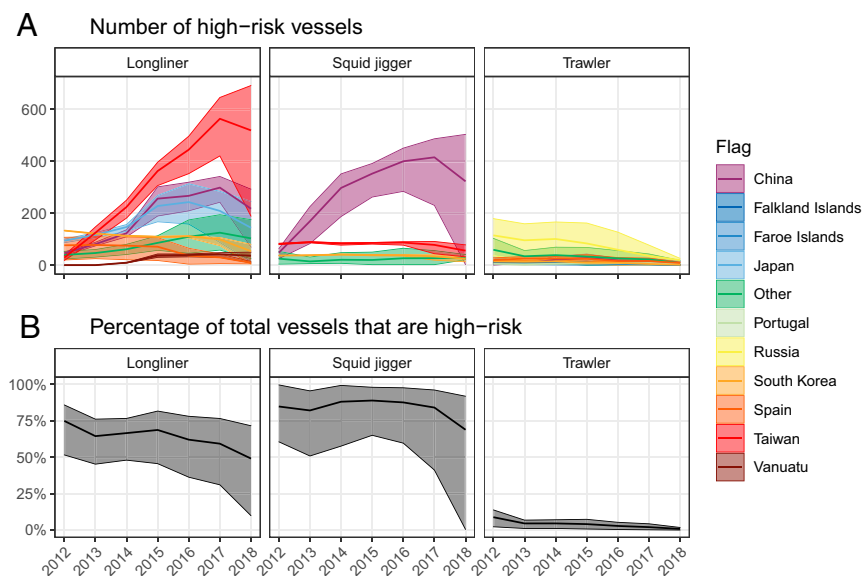 A Number of high−risk vessels
Longliner Squid jigger Trawler
600
400
200
0
Flag
China
Falkland Islands
Faroe Islands
Japan
Other
Portugal
Russia
South Korea
Spain
Taiwan
Vanuatu
B Percentage of total vessels that are high-risk
Longliner Squid jigger Trawler
100%
75%
50%
25%
0%
2012 2013 2014 2015 2016 2017 2018 2012 2013 2014 2015 2016 2017 2018 2012 2013 2014 2015 2016 2017 2018